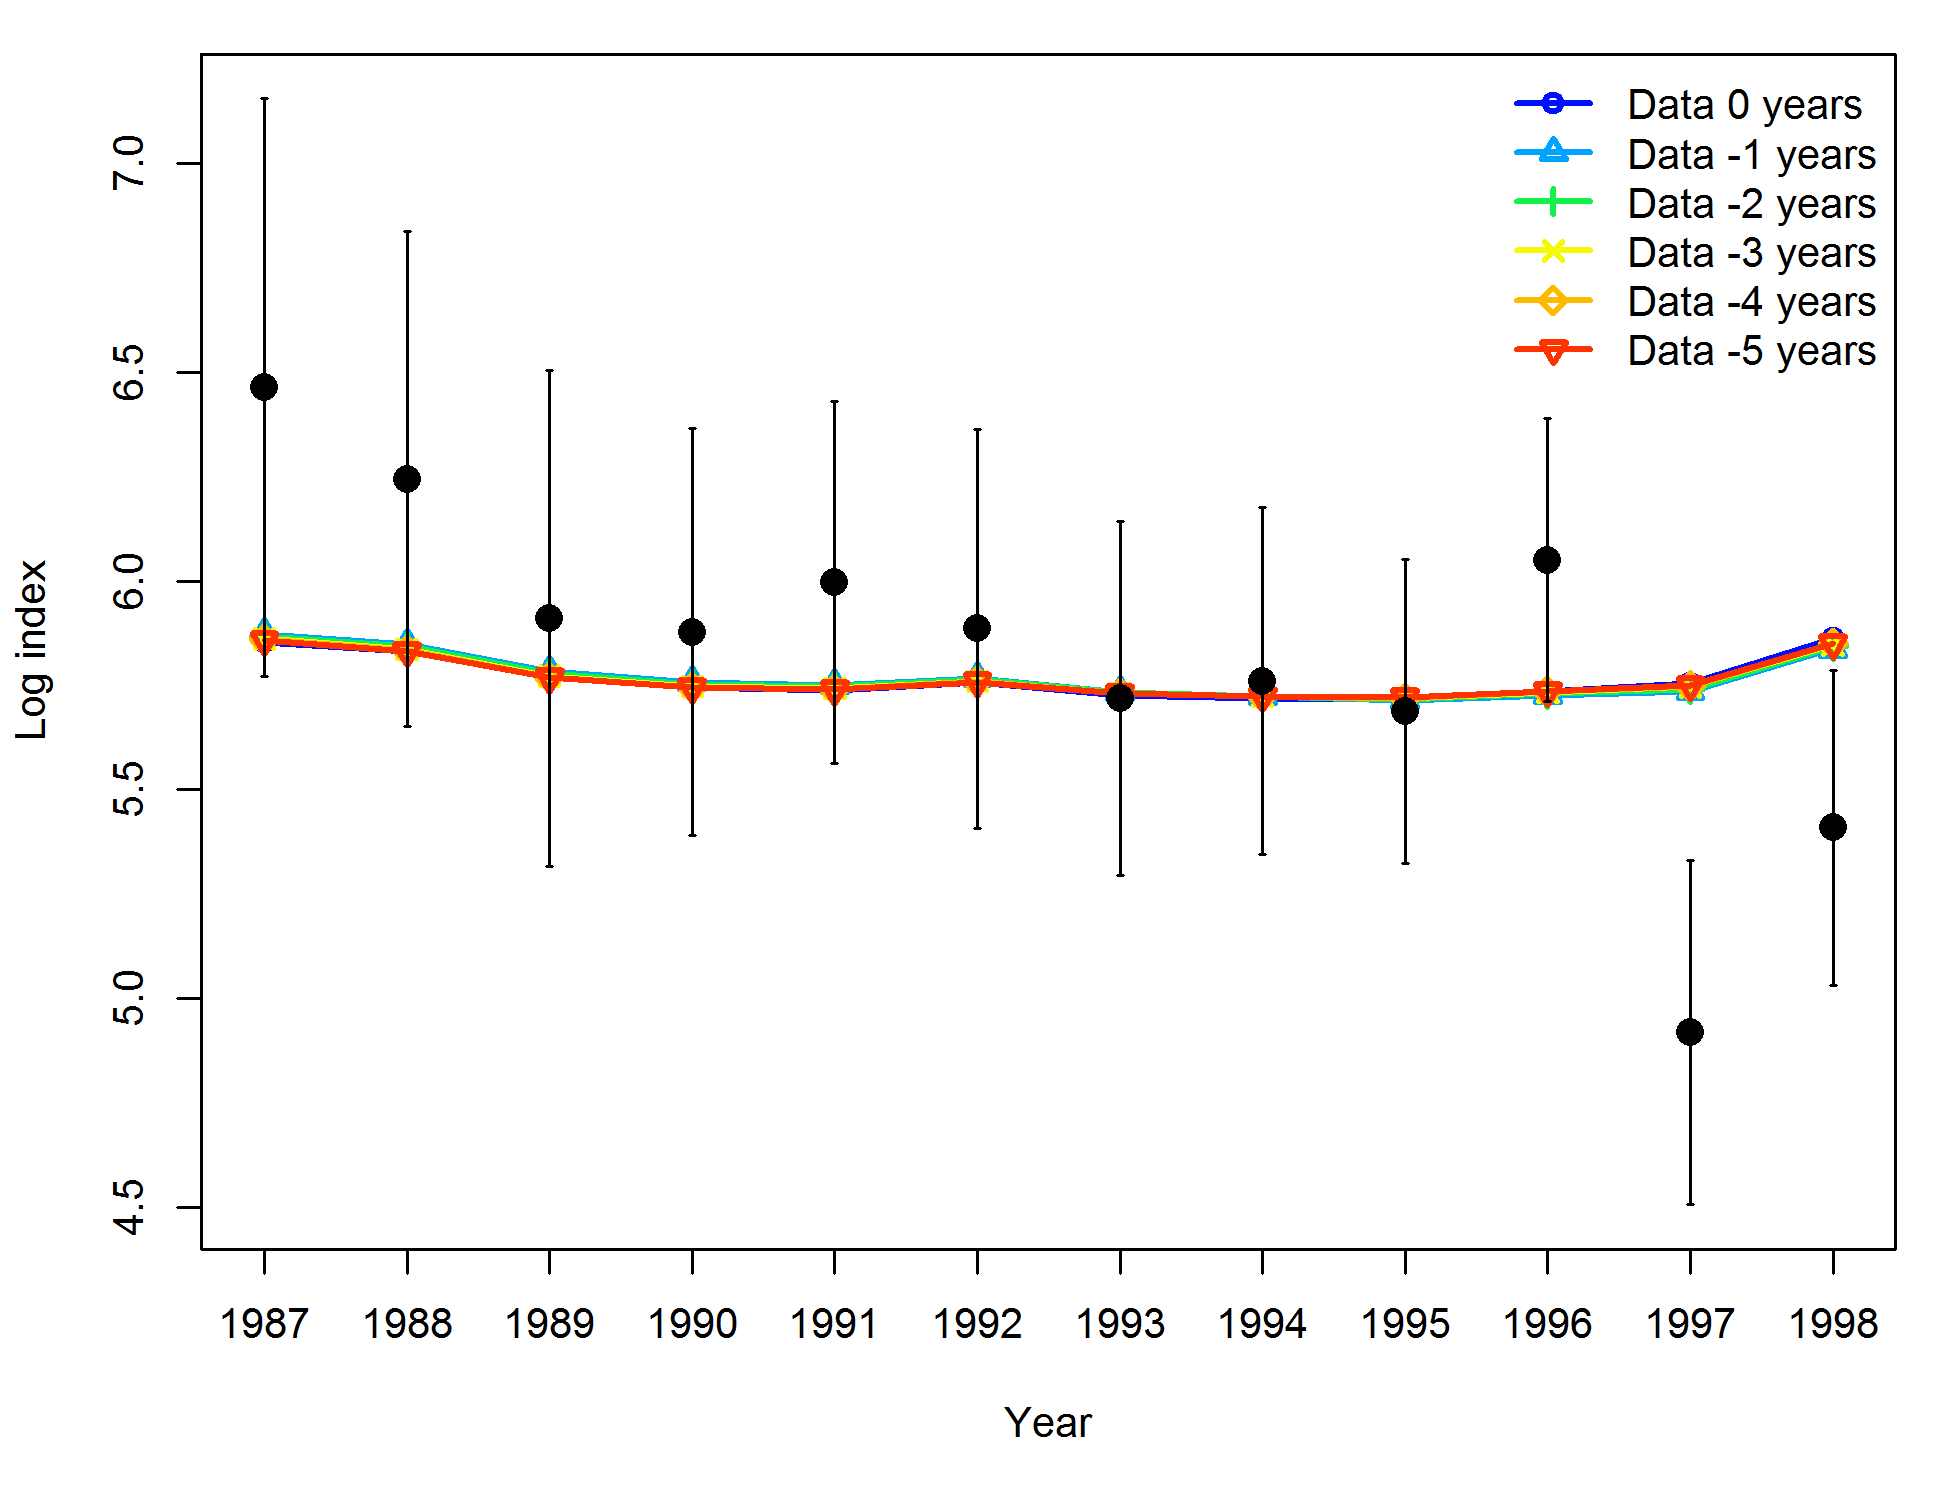 Data 0 years
Data -1 years
Data -2 years
Data -3 years
Data -4 years
Data -5 years
7.0
6.5
6.0
5.5
5.0
4.5
Log index
1987 1988 1989 1990 1991 1992 1993 1994 1995 1996 1997 1998
Year